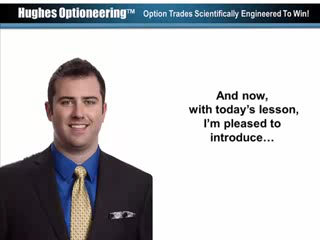 Hughes Optioneering™ Option Trades Scientifically Engineered To Win!
And now,
with today's lesson,
I'm pleased to
introduce…